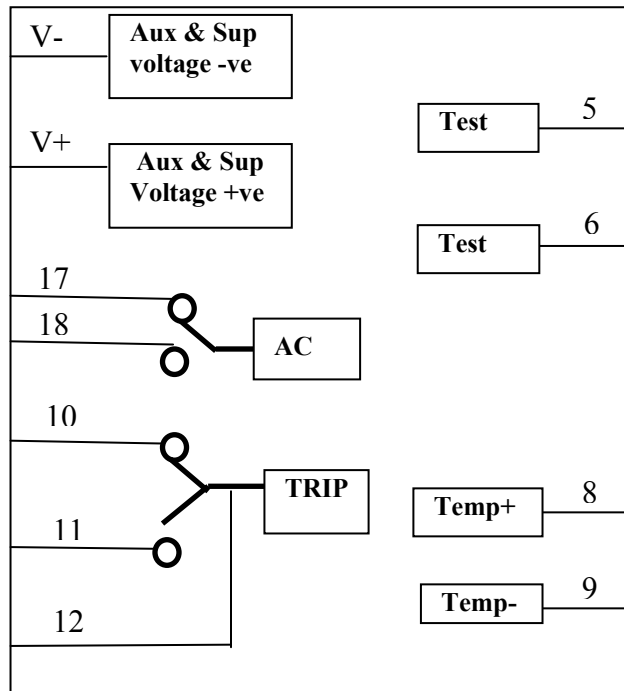 V-
Aux & Sup
voltage -ve
V+
Aux & Sup
Voltage +ve
Test
5
Test
6
17
18
AC
10
TRIP
11
12
Temp+
8
Temp-
9